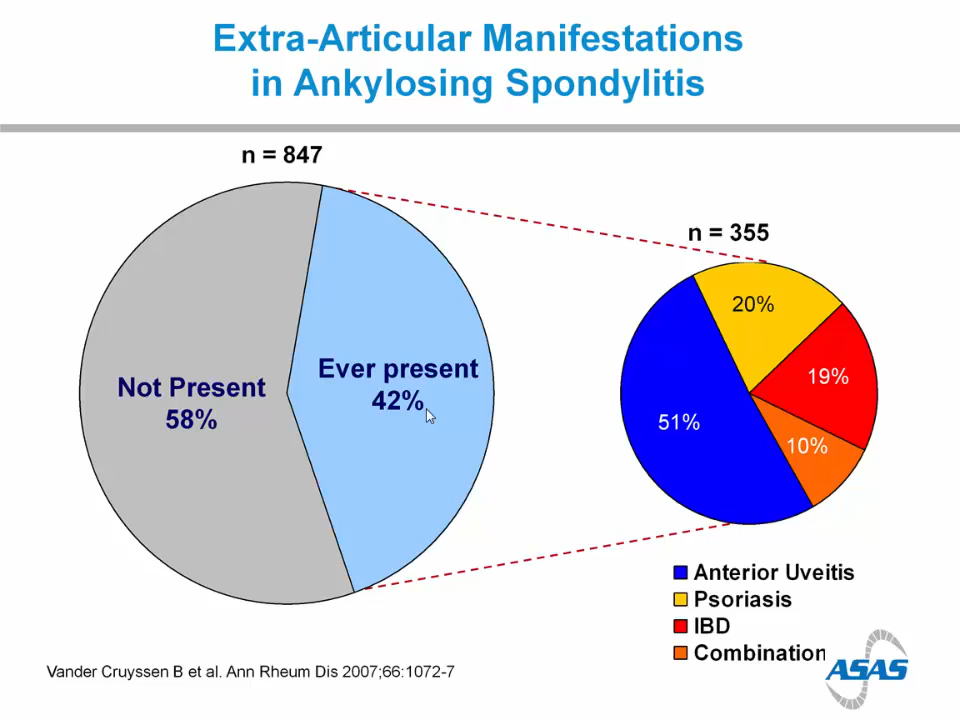 Extra-Articular Manifestations
in Ankylosing Spondylitis
n = 847
Not Present
58%
Ever present
42%
n = 355
20%
19%
51%
10%
Anterior Uveitis
Psoriasis
IBD
Combination
Vander Cruyssen B et al. Ann Rheum Dis 2007;66:1072-7
ASAS